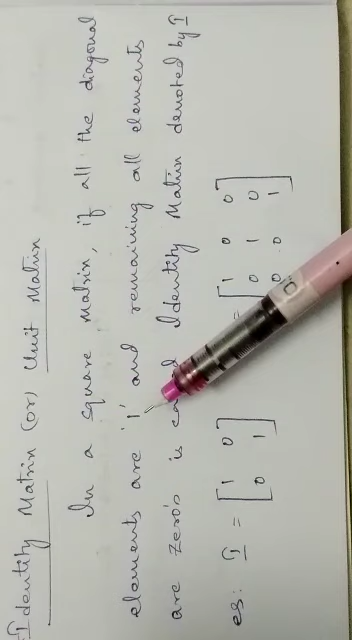 Identity Matrix (or) Unit Matrix
In a square matrix, if all the diagonal
elements are '1' and remaining all elements
are zero's is Identity Matrix denoted by I
eg: I = [1 0 = [1 0 0
0 1] 0 1 0
0 0 1]